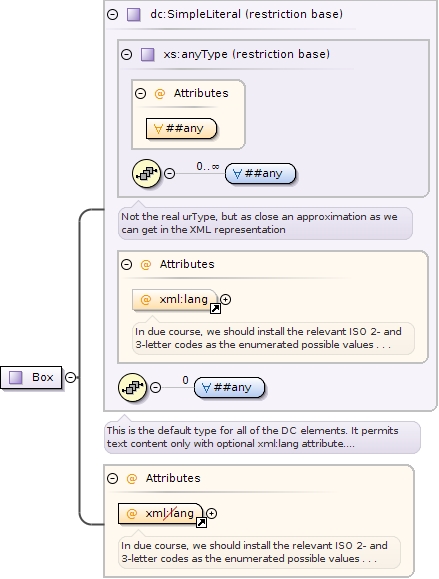 dc:SimpleLiteral (restriction base)
xs:anyType (restriction base)
@ Attributes
∀ ##any
0..∞
∀ ##any
Not the real urType, but as close an approximation as we
can get in the XML representation
@ Attributes
@ xml:lang
In due course, we should install the relevant ISO 2- and
3-letter codes as the enumerated possible values . . .
Box
0
∀ ##any
This is the default type for all of the DC elements. It permits
text content only with optional xml:lang attribute....
@ Attributes
@ xml:lang
In due course, we should install the relevant ISO 2- and
3-letter codes as the enumerated possible values . . .